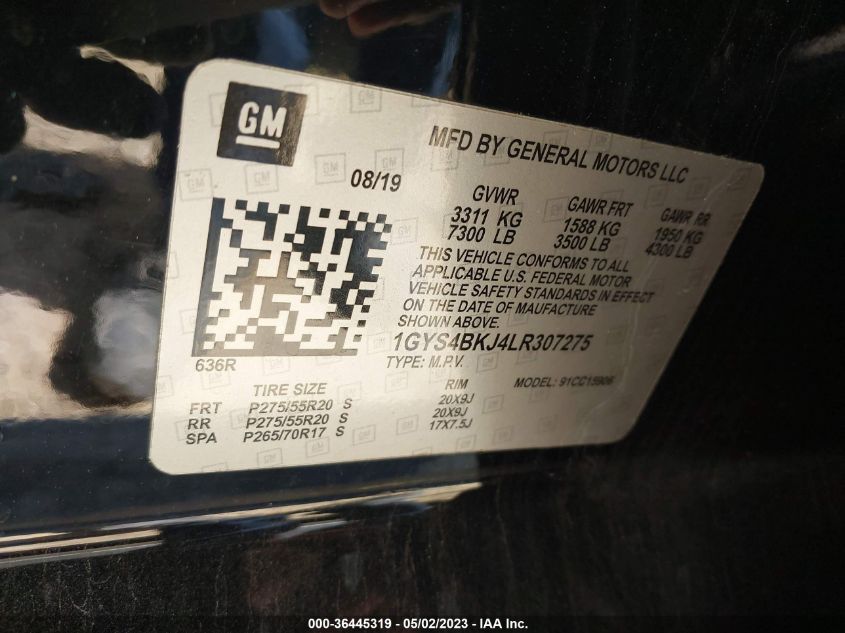 GM
MFD BY GENERAL MOTORS LLC
08/19
GVWR GAWR FRT GAWR RR
3311 KG 1588 KG 1950 KG
7300 LB 3500 LB 4300 LB
THIS VEHICLE CONFORMS TO ALL
APPLICABLE U.S. FEDERAL MOTOR
VEHICLE SAFETY STANDARDS IN EFFECT
ON THE DATE OF MAUFACTURE
1GYS4BKJ4LR307275
636R
TYPE: M.P.V.
MODEL: 91CC15906
TIRE SIZE RIM
FRT P275/55R20 S 20X9J
RR P275/55R20 S 20X9J
SPA P265/70R17 S 17X7.5J
000-36445319 - 05/02/2023 - IAA Inc.